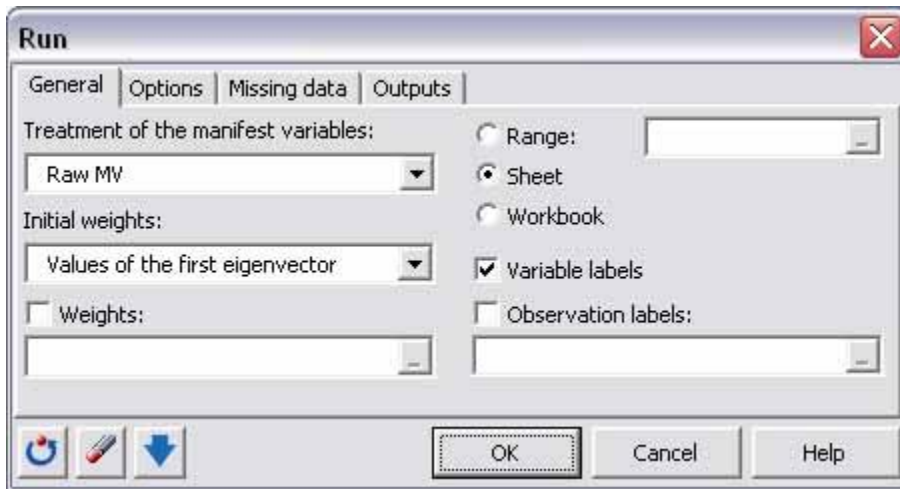 Run
General Options Missing data Outputs
Treatment of the manifest variables:
Raw MV
Initial weights:
Values of the first eigenvector
Weights:
Range:
Sheet
Workbook
Variable labels
Observation labels:
OK Cancel Help